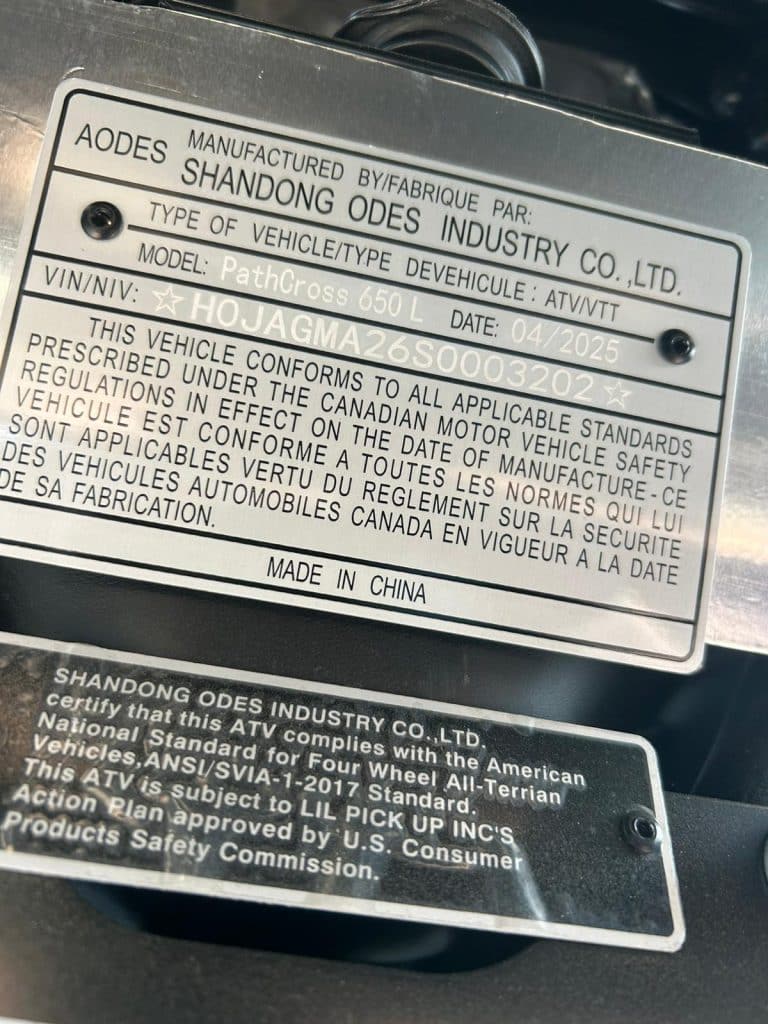 AODES MANUFACTURED BY/FABRIQUE PAR:
SHANDONG ODES INDUSTRY CO.,LTD.
TYPE OF VEHICLE/TYPE DEVEHICULE: ATV/VTT
MODEL: PathCross 650 L DATE: 04/2025
VIN/NIV: ☆H0JAGMA26S0003202☆
THIS VEHICLE CONFORMS TO ALL APPLICABLE STANDARDS
PRESCRIBED UNDER THE CANADIAN MOTOR VEHICLE SAFETY
REGULATIONS IN EFFECT ON THE DATE OF MANUFACTURE-CE
VEHICULE EST CONFORME A TOUTES LES NORMES QUI LUI
SONT APPLICABLES VERTU DU REGLEMENT SUR LA SECURITE
DES VEHICULES AUTOMOBILES CANADA EN VIGUEUR A LA DATE
DE SA FABRICATION.
MADE IN CHINA
SHANDONG ODES INDUSTRY CO.,LTD.
certify that this ATV complies with the American
National Standard for Four Wheel All-Terrian
Vehicles,ANSI/SVIA-1-2017 Standard.
This ATV is subject to LIL PICK UP INC'S
Action Plan approved by U.S. Consumer
Products Safety Commission.